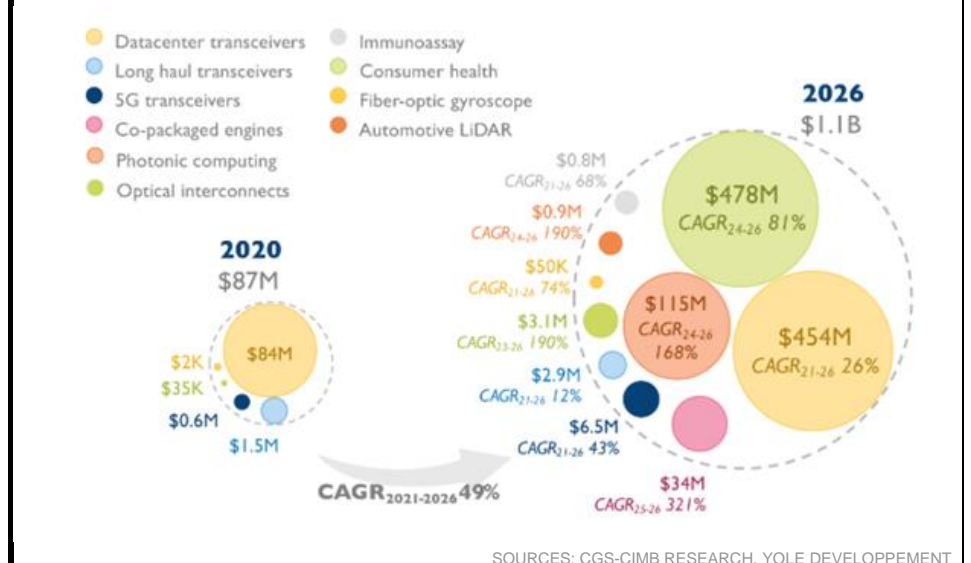 Datacenter transceivers
Long haul transceivers
5G transceivers
Co-packaged engines
Photonic computing
Optical interconnects
Immunoassay
Consumer health
Fiber-optic gyroscope
Automotive LiDAR
2020
$87M
$84M
$2K
$35K
$0.6M
$1.5M
CAGR2021-2026 49%
2026
$1.1B
$0.8M
CAGR21-26 68%
$0.9M
CAGR24-26 190%
$50K
CAGR21-26 74%
$3.1M
CAGR23-26 190%
$2.9M
CAGR21-26 12%
$6.5M
CAGR21-26 43%
$34M
CAGR25-26 321%
$478M
CAGR24-26 81%
$115M
CAGR24-26
168%
$454M
CAGR21-26 26%
SOURCES: CGS-CIMB RESEARCH, YOLE DEVELOPPEMENT